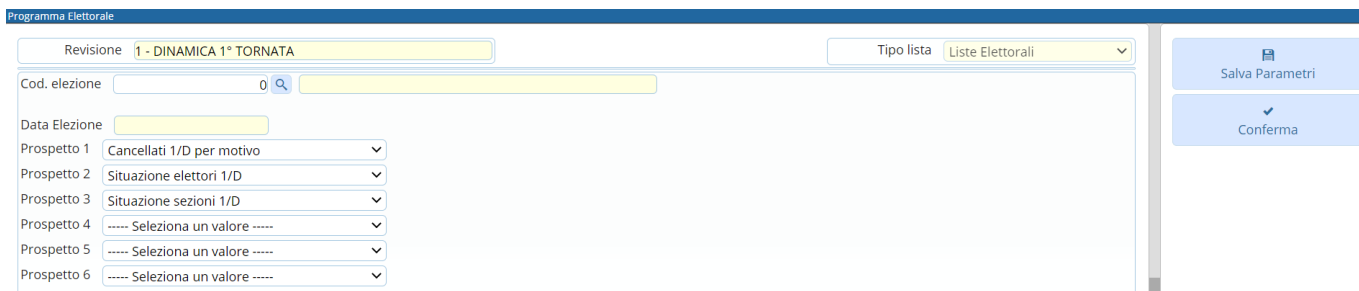 Programma Elettorale
Revisione 1 - DINAMICA 1° TORNATA
Tipo lista Liste Elettorali
Salva Parametri
Cod. elezione 0
Conferma
Data Elezione
Prospetto 1 Cancellati 1/D per motivo
Prospetto 2 Situazione elettori 1/D
Prospetto 3 Situazione sezioni 1/D
Prospetto 4 ----- Seleziona un valore -----
Prospetto 5 ----- Seleziona un valore -----
Prospetto 6 ----- Seleziona un valore -----